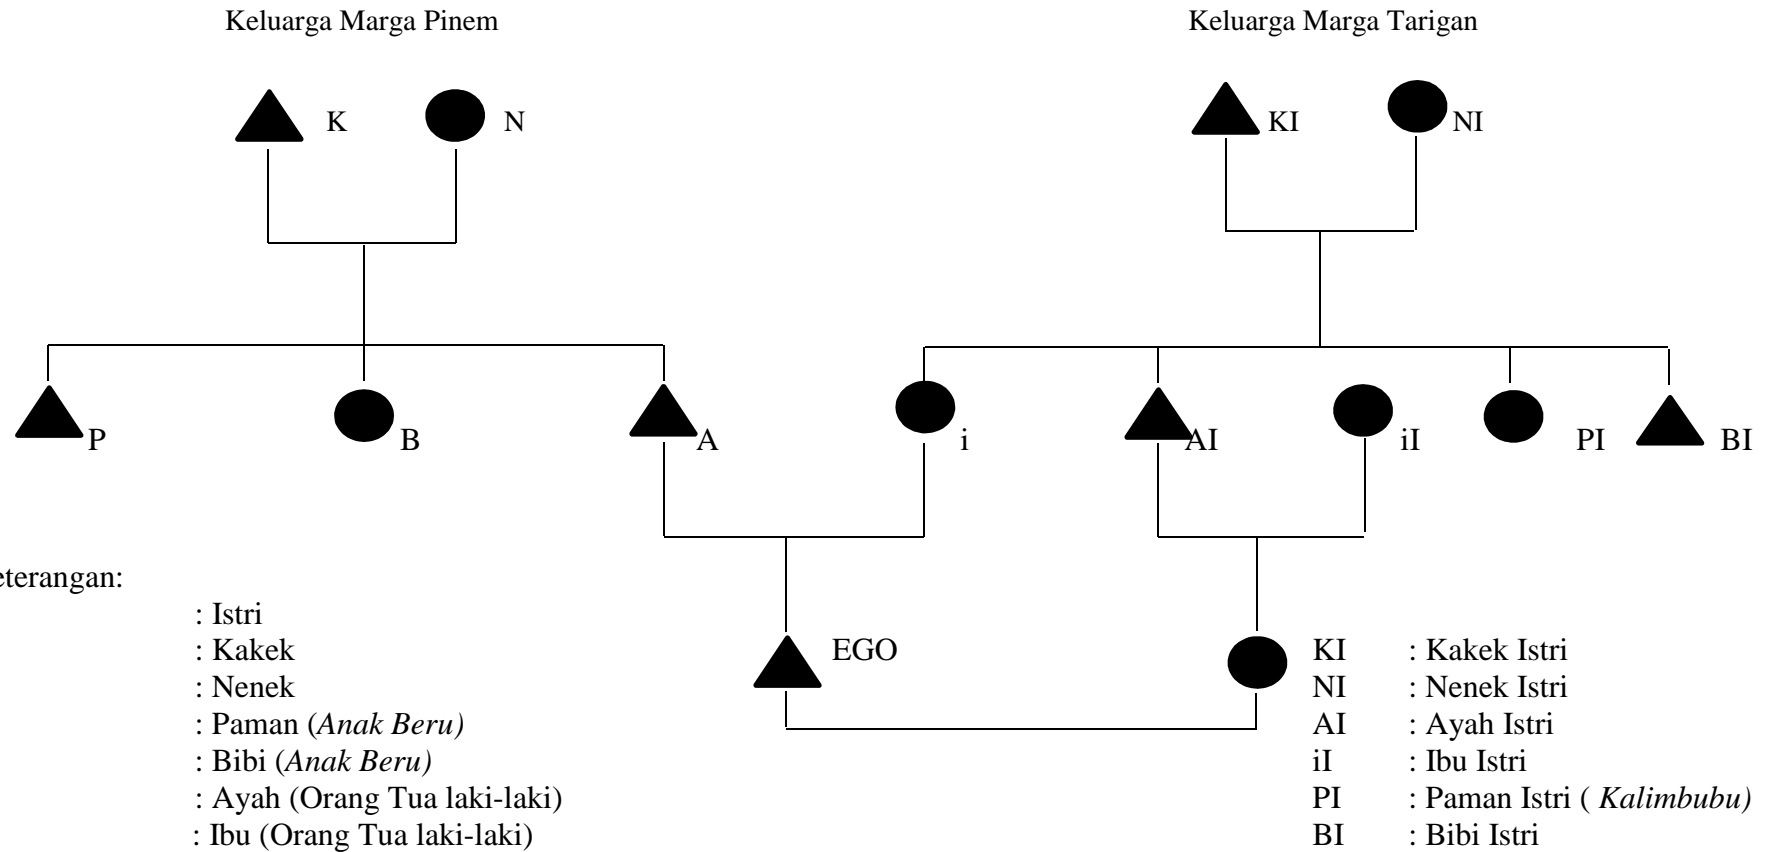 Keluarga Marga Pinem
Keluarga Marga Tarigan
K
N
KI
NI
P
B
A
i
AI
iI
PI
BI
eterangan:
: Istri
: Kakek
: Nenek
: Paman (Anak Beru)
: Bibi (Anak Beru)
: Ayah (Orang Tua laki-laki)
: Ibu (Orang Tua laki-laki)
EGO
KI : Kakek Istri
NI : Nenek Istri
AI : Ayah Istri
iI : Ibu Istri
PI : Paman Istri ( Kalimbubu)
BI : Bibi Istri